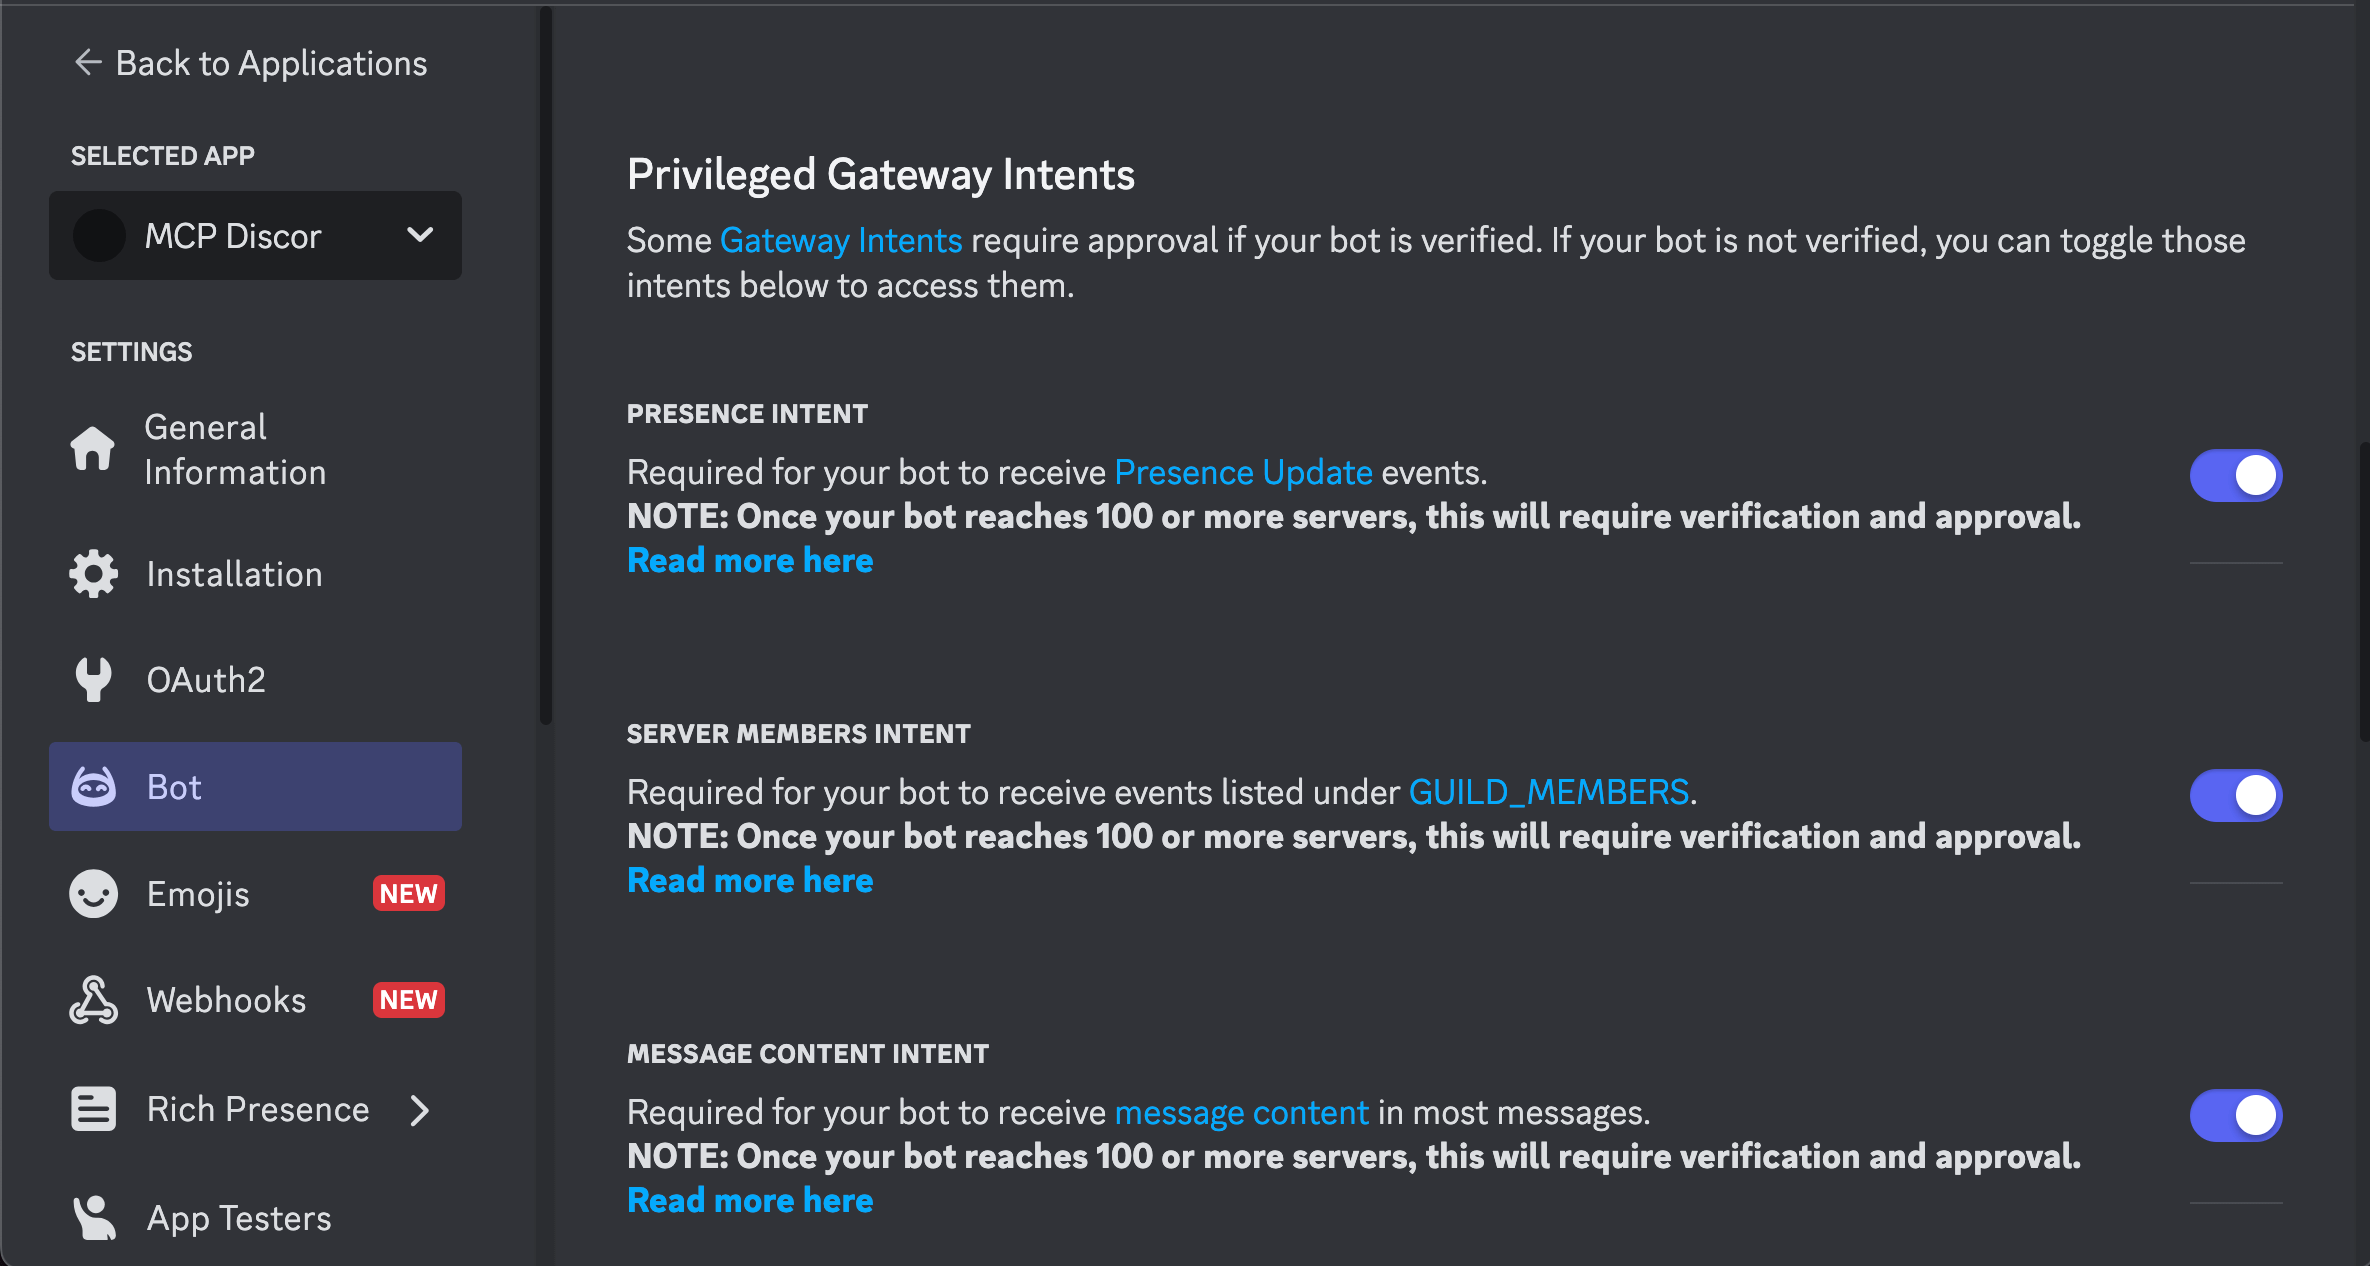 Back to Applications
SELECTED APP
MCP Discor
SETTINGS
General
Information
Installation
OAuth2
Bot
Emojis NEW
Webhooks NEW
Rich Presence
App Testers
Privileged Gateway Intents
Some Gateway Intents require approval if your bot is verified. If your bot is not verified, you can toggle those
intents below to access them.
PRESENCE INTENT
Required for your bot to receive Presence Update events.
NOTE: Once your bot reaches 100 or more servers, this will require verification and approval.
Read more here
SERVER MEMBERS INTENT
Required for your bot to receive events listed under GUILD_MEMBERS.
NOTE: Once your bot reaches 100 or more servers, this will require verification and approval.
Read more here
MESSAGE CONTENT INTENT
Required for your bot to receive message content in most messages.
NOTE: Once your bot reaches 100 or more servers, this will require verification and approval.
Read more here